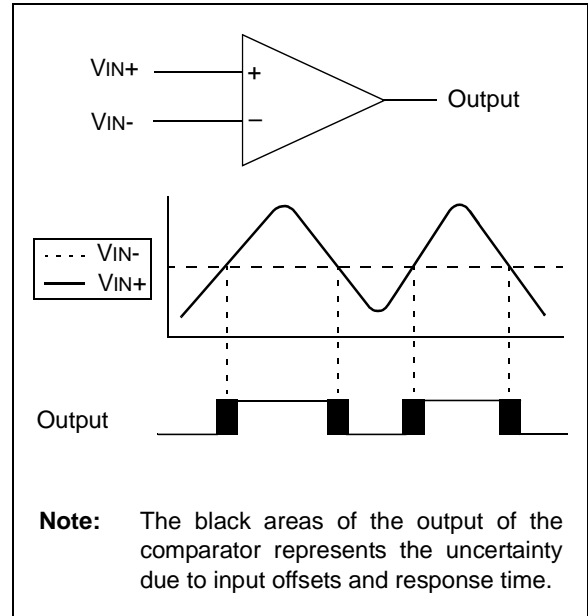 VIN+
+
Output
VIN-
–
VIN-
VIN+
Output
Note: The black areas of the output of the
comparator represents the uncertainty
due to input offsets and response time.